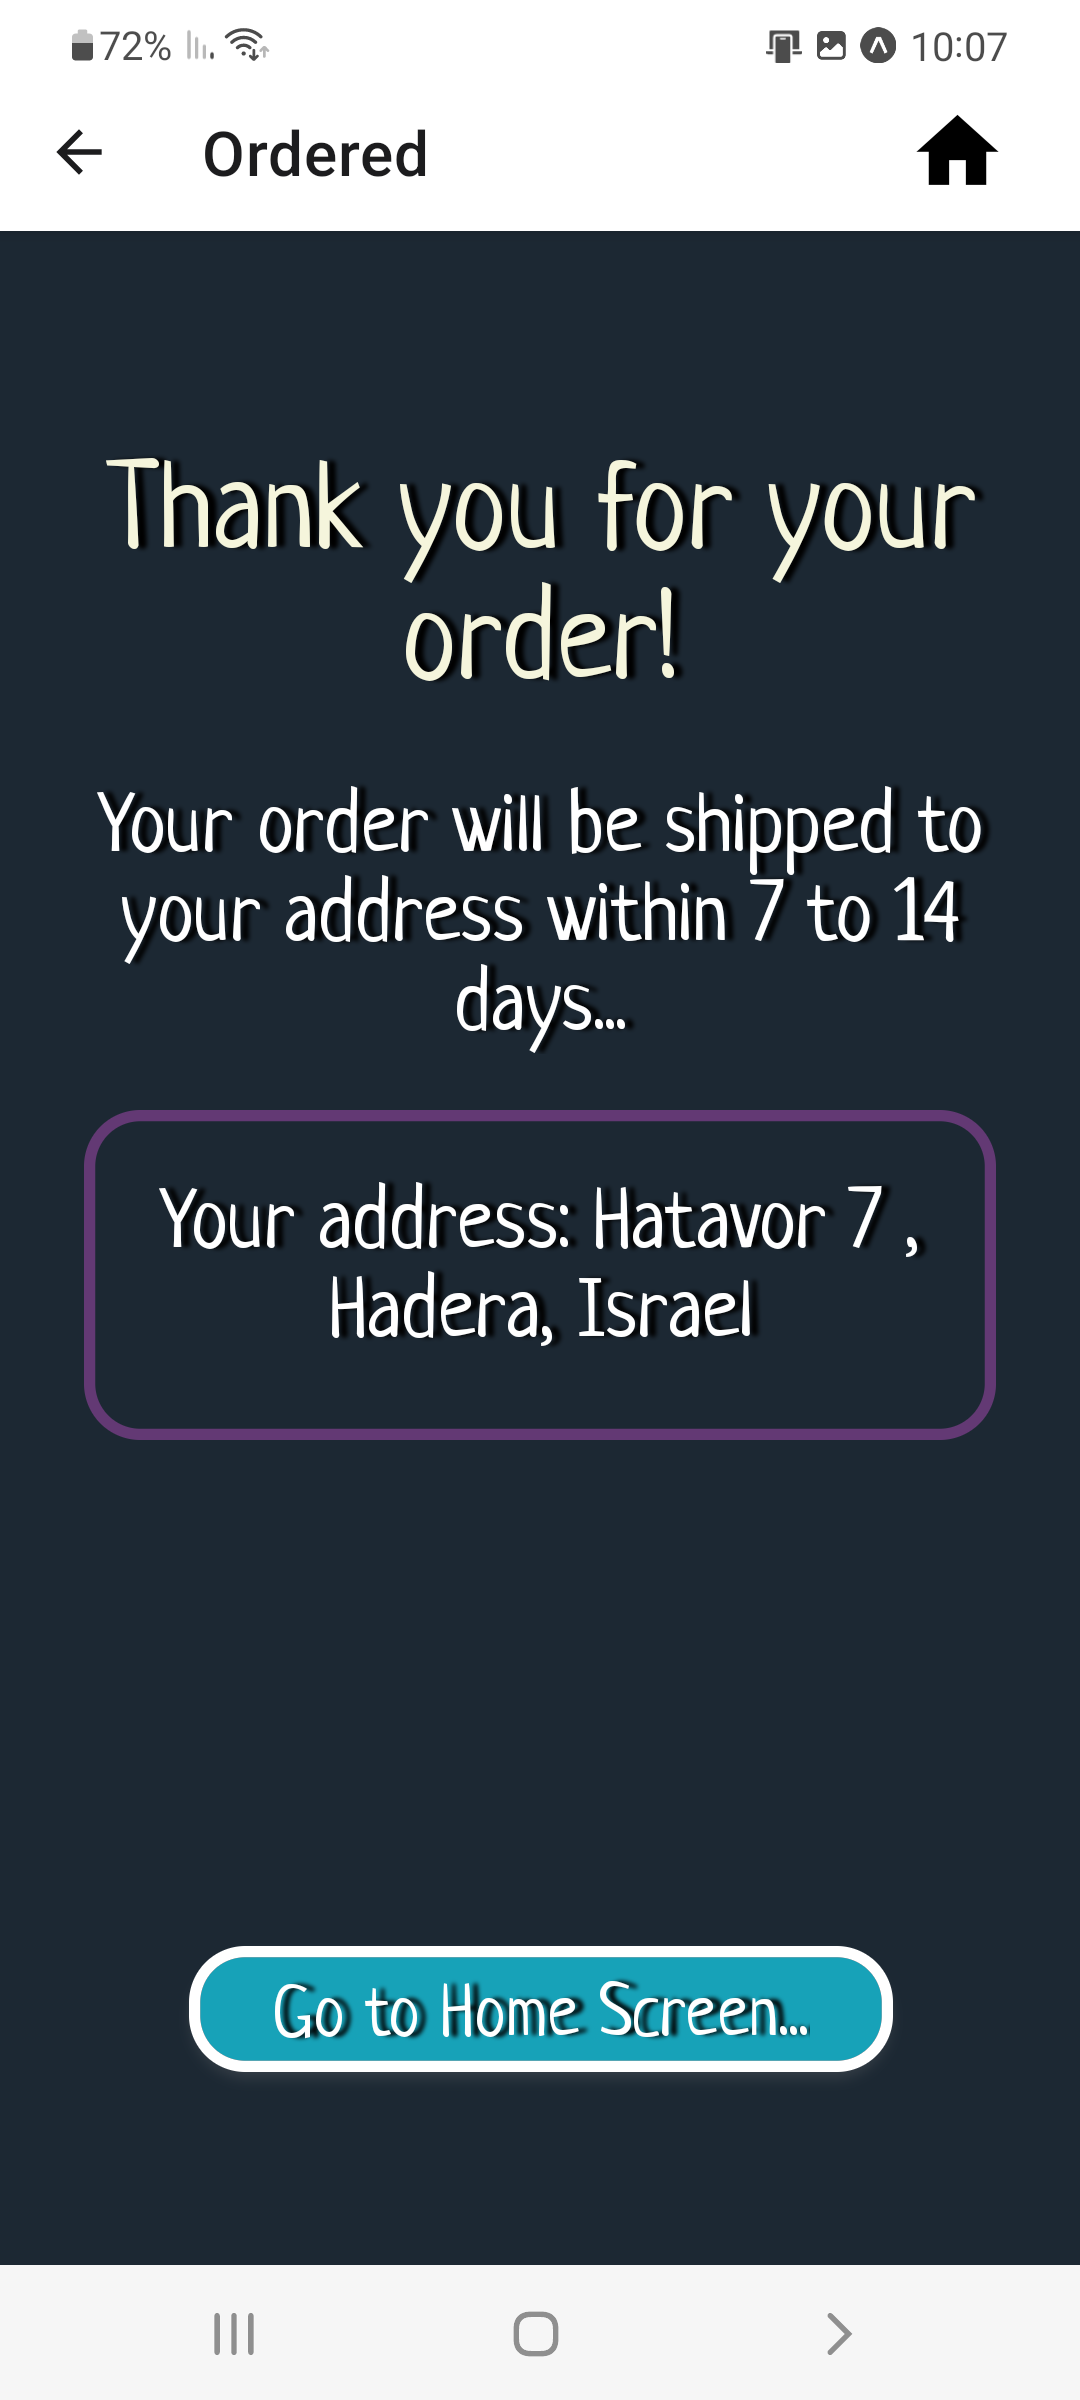 72% 10:07
Ordered
Thank you for your
order!
Your order will be shipped to
your address within 7 to 14
days...
Your address: Hatavor 7 ,
Hadera, Israel
Go to Home Screen...